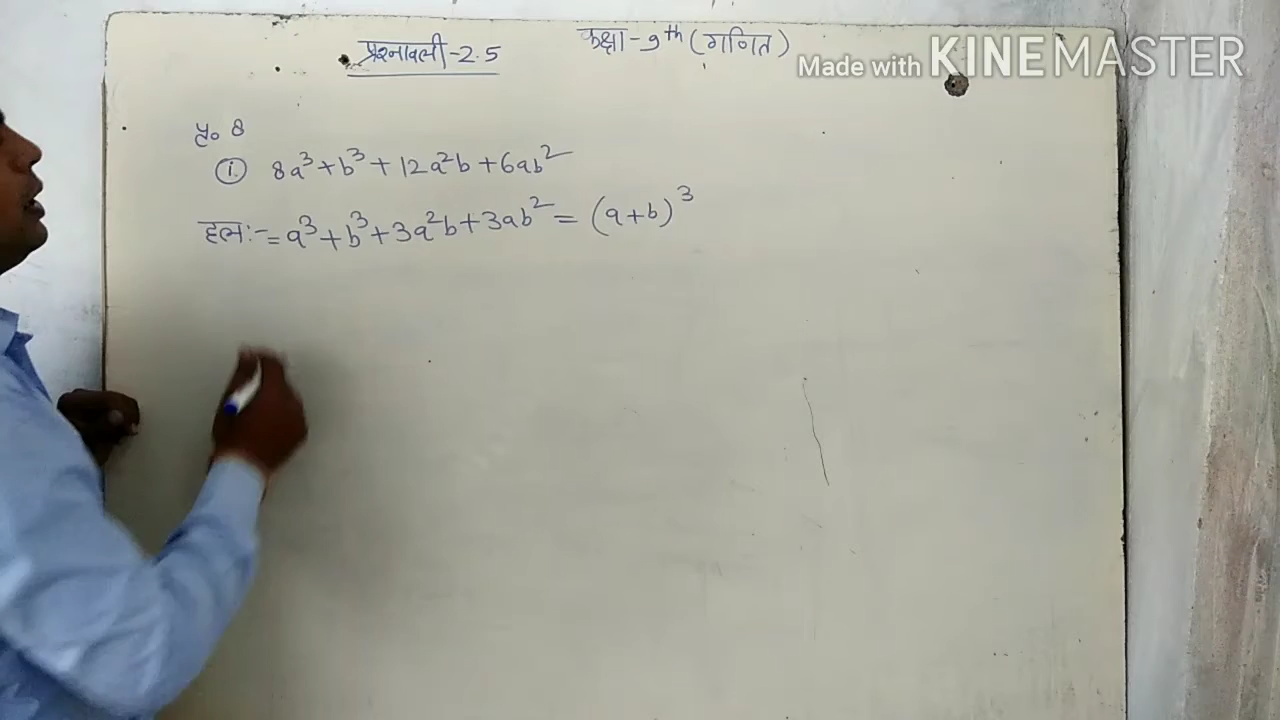 प्रश्नावली-2.5
कक्षा-9th (गणित)
Made with KINEMASTER
प्र० 8
(i) 8a³+b³+12a²b+6ab²
हल:-= a³+b³+3a²b+3ab² = (a+b)³